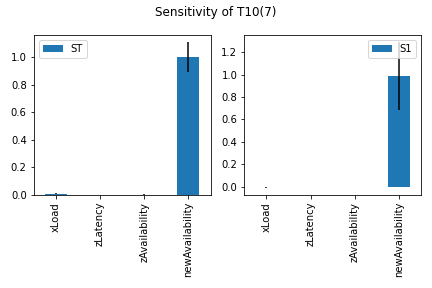 Sensitivity of T10(7)
ST
1.0
0.8
0.6
0.4
0.2
0.0
xLoad
zLatency
zAvailability
newAvailability
S1
1.2
1.0
0.8
0.6
0.4
0.2
0.0
xLoad
zLatency
zAvailability
newAvailability